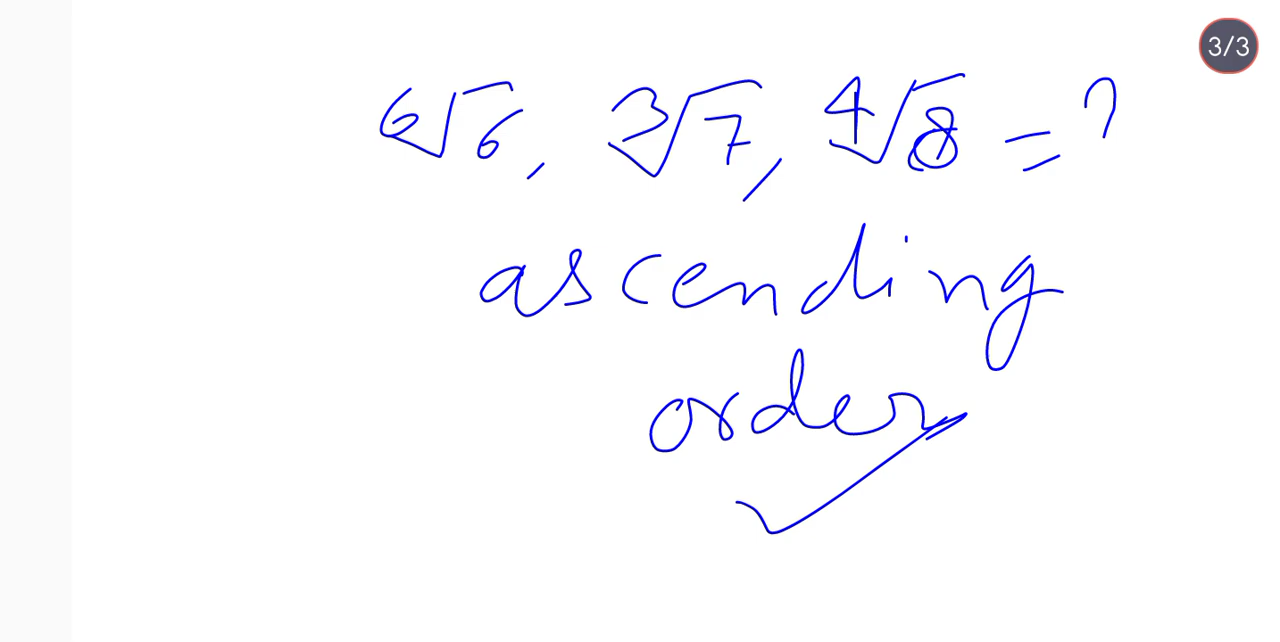 3/3
⁶√6, ³√7, ⁴√8 = ?
ascending
order